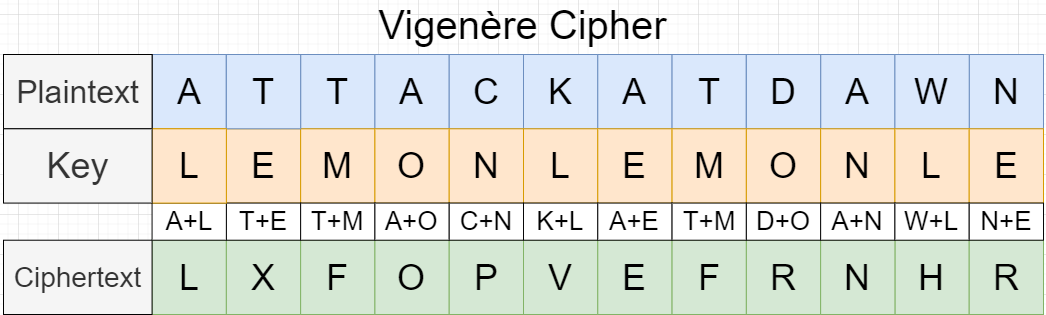 Vigenère Cipher
Plaintext A T T A C K A T D A W N
Key L E M O N L E M O N L E
A+L T+E T+M A+O C+N K+L A+E T+M D+O A+N W+L N+E
Ciphertext L X F O P V E F R N H R